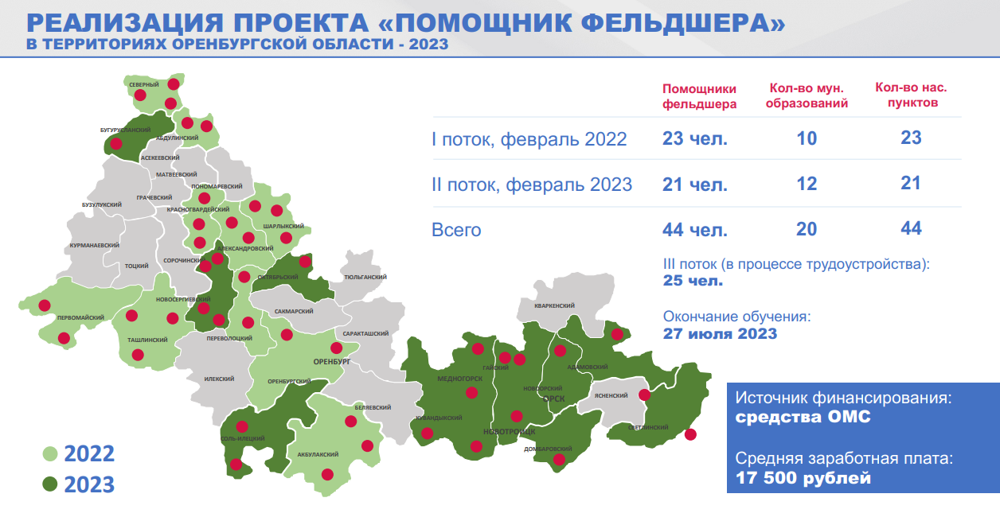 РЕАЛИЗАЦИЯ ПРОЕКТА «ПОМОЩНИК ФЕЛЬДШЕРА»
В ТЕРРИТОРИЯХ ОРЕНБУРГСКОЙ ОБЛАСТИ - 2023
Помощники фельдшера
Кол-во мун. образований
Кол-во нас. пунктов
I поток, февраль 2022 23 чел. 10 23
II поток, февраль 2023 21 чел. 12 21
Всего 44 чел. 20 44
III поток (в процессе трудоустройства):
25 чел.
Окончание обучения:
27 июля 2023
Источник финансирования:
средства ОМС
Средняя заработная плата:
17 500 рублей
СЕВЕРНЫЙ
БУГУРУСЛАНСКИЙ
АБДУЛИНСКИЙ
АСЕКЕЕВСКИЙ
МАТВЕЕВСКИЙ
ПОНОМАРЕВСКИЙ
ГРАЧЕВСКИЙ
БУЗУЛУКСКИЙ
КРАСНОГВАРДЕЙСКИЙ
ШАРЛЫКСКИЙ
КУРМАНАЕВСКИЙ
АЛЕКСАНДРОВСКИЙ
СОРОЧИНСКИЙ
ТОЦКИЙ
ОКТЯБРЬСКИЙ
ТЮЛЬГАНСКИЙ
НОВОСЕРГИЕВСКИЙ
САКМАРСКИЙ
КВАРКЕНСКИЙ
ПЕРВОМАЙСКИЙ
САРАКТАШСКИЙ
ТАШЛИНСКИЙ
ПЕРЕВОЛОЦКИЙ
ОРЕНБУРГ
ГАЙСКИЙ
АДАМОВСКИЙ
ИЛЕКСКИЙ
ОРЕНБУРГСКИЙ
МЕДНОГОРСК
НОВООРСКИЙ
ОРСК
ЯСНЕНСКИЙ
БЕЛЯЕВСКИЙ
КУВАНДЫКСКИЙ
НОВОТРОИЦК
СВЕТЛИНСКИЙ
СОЛЬ-ИЛЕЦКИЙ
АКБУЛАКСКИЙ
ДОМБАРОВСКИЙ
2022
2023